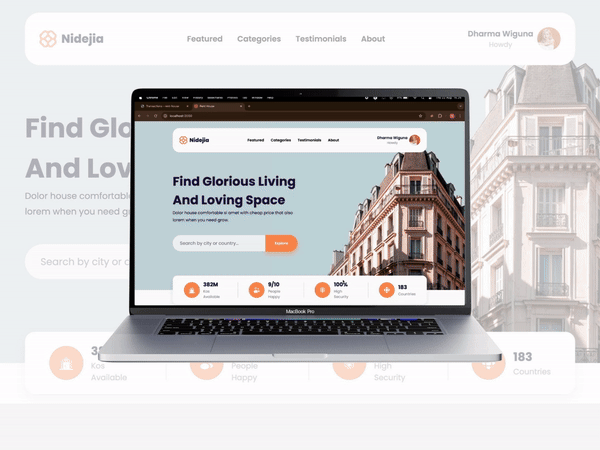 Nidejia
Featured Categories Testimonials About
Dharma Wiguna
Howdy
Find Glo
And Lov
Dolor house comfortable
lorem when you need g
Search by city or c
Nidejia
Featured Categories Testimonials About
Dharma Wiguna
Howdy
Find Glorious Living
And Loving Space
Dolor house comfortable si amet with cheap price that also
lorem when you need grow.
Search by city or country...
Explore
382M
Kos
Available
9/10
People
Happy
100%
High
Security
183
Countries
MacBook Pro
Kos
Available
People
Happy
High
Security
183
Countries